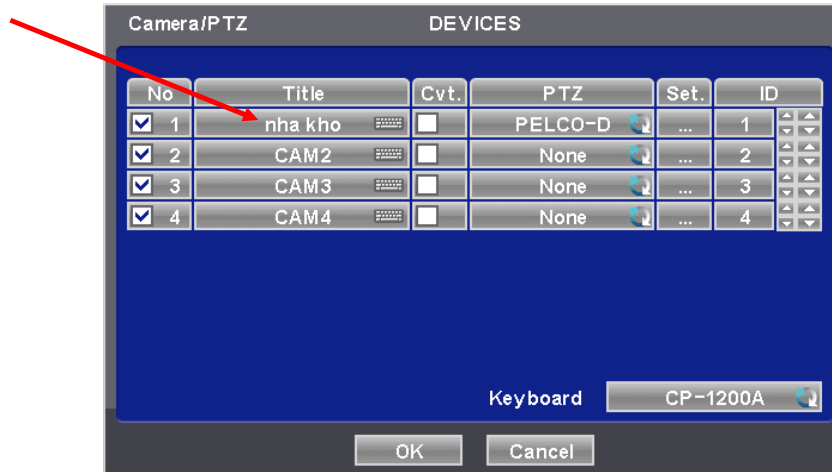 Camera/PTZ DEVICES
No Title Cvt. PTZ Set. ID
1 nha kho PELCO-D ... 1
2 CAM2 None ... 2
3 CAM3 None ... 3
4 CAM4 None ... 4
Keyboard CP-1200A
OK Cancel